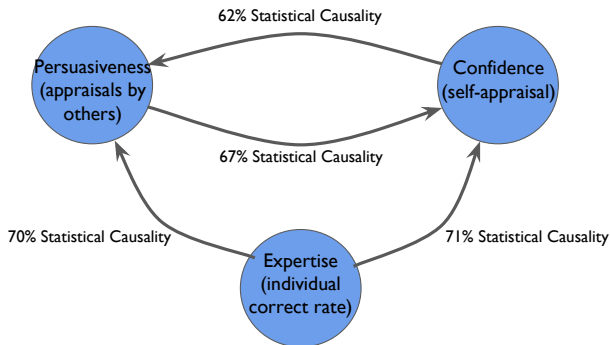 62% Statistical Causality
Persuasiveness
(appraisals by
others)
Confidence
(self-appraisal)
67% Statistical Causality
70% Statistical Causality
71% Statistical Causality
Expertise
(individual
correct rate)